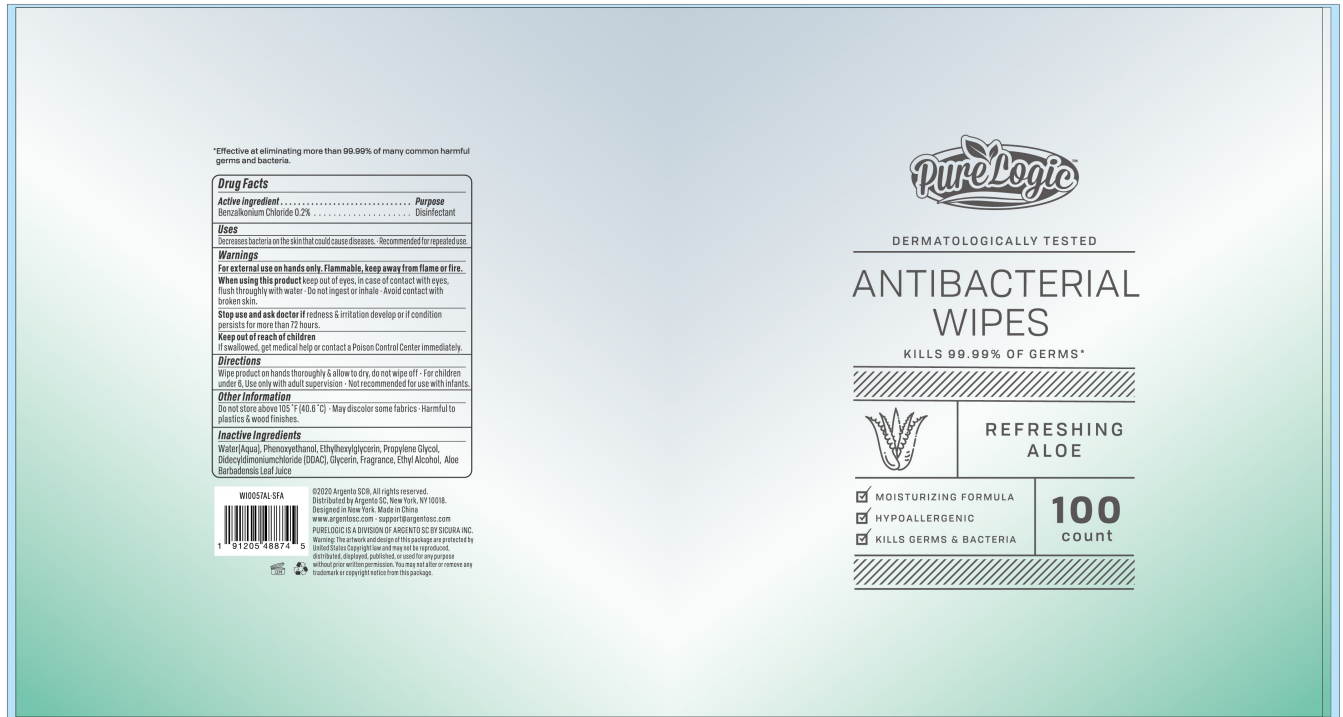 *Effective at eliminating more than 99.99% of many common harmful
germs and bacteria.
Drug Facts
Active ingredient . . . . . . . . . . . . . . . . . . . . . . . . . . . . . . Purpose
Benzalkonium Chloride 0.2% . . . . . . . . . . . . . . . . . . . . Disinfectant
Uses
Decreases bacteria on the skin that could cause diseases. · Recommended for repeated use.
Warnings
For external use on hands only. Flammable, keep away from flame or fire.
When using this product keep out of eyes, in case of contact with eyes,
flush throughly with water · Do not ingest or inhale · Avoid contact with
broken skin.
Stop use and ask doctor if redness & irritation develop or if condition
persists for more than 72 hours.
Keep out of reach of children
If swallowed, get medical help or contact a Poison Control Center immediately.
Directions
Wipe product on hands thoroughly & allow to dry, do not wipe off · For children
under 6, Use only with adult supervision · Not recommended for use with infants.
Other Information
Do not store above 105 ˚F (40.6 ˚C) · May discolor some fabrics · Harmful to
plastics & wood finishes.
Inactive Ingredients
Water(Aqua), Phenoxyethanol, Ethylhexylglycerin, Propylene Glycol,
Didecyldimoniumchloride (DDAC), Glycerin, Fragrance, Ethyl Alcohol, Aloe
Barbadensis Leaf Juice
WI0057AL-SFA
1 91205 48874 5
12M
©2020 Argento SC®, All rights reserved.
Distributed by Argento SC, New York, NY 10018.
Designed in New York. Made in China
www.argentosc.com - support@argentosc.com
PURELOGIC IS A DIVISION OF ARGENTO SC BY SICURA INC.
Warning: The artwork and design of this package are protected by
United States Copyright law and may not be reproduced,
distributed, displayed, published, or used for any purpose
without prior written permission. You may not alter or remove any
trademark or copyright notice from this package.
PureLogic™
DERMATOLOGICALLY TESTED
ANTIBACTERIAL
WIPES
KILLS 99.99% OF GERMS*
REFRESHING
ALOE
MOISTURIZING FORMULA
HYPOALLERGENIC
KILLS GERMS & BACTERIA
100
count